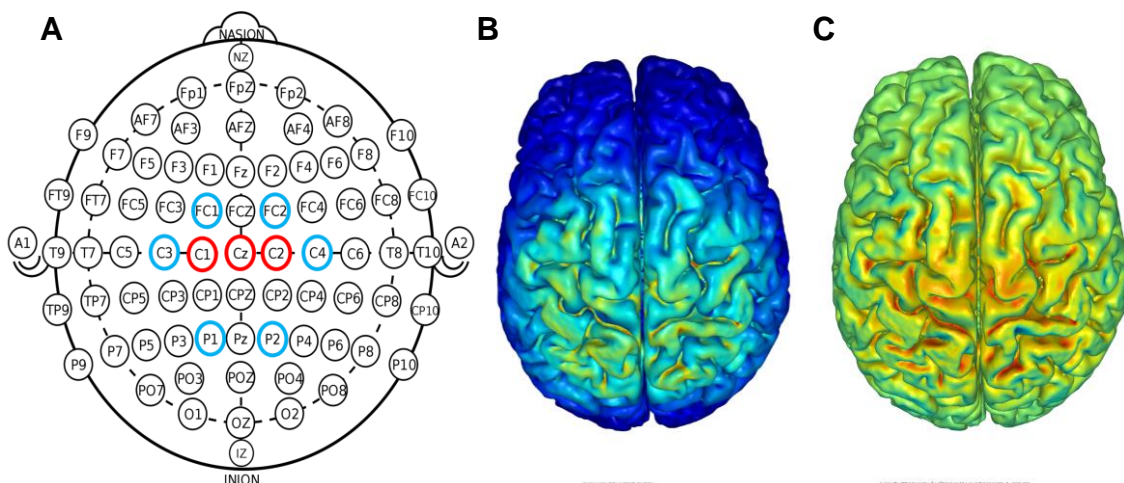 A
B
C
NASION
NZ
Fp1 FpZ Fp2
AF7 AF3 AFZ AF4 AF8
F9 F7 F5 F3 F1 Fz F2 F4 F6 F8 F10
FT9 FT7 FC5 FC3 FC1 FCZ FC2 FC4 FC6 FC8 FC10
A1 T9 T7 C5 C3 C1 Cz C2 C4 C6 T8 T10 A2
TP9 TP7 CP5 CP3 CP1 CPZ CP2 CP4 CP6 CP8 CP10
P9 P7 P5 P3 P1 Pz P2 P4 P6 P8 P10
PO7 PO3 POZ PO4 PO8
O1 OZ O2
IZ
INION